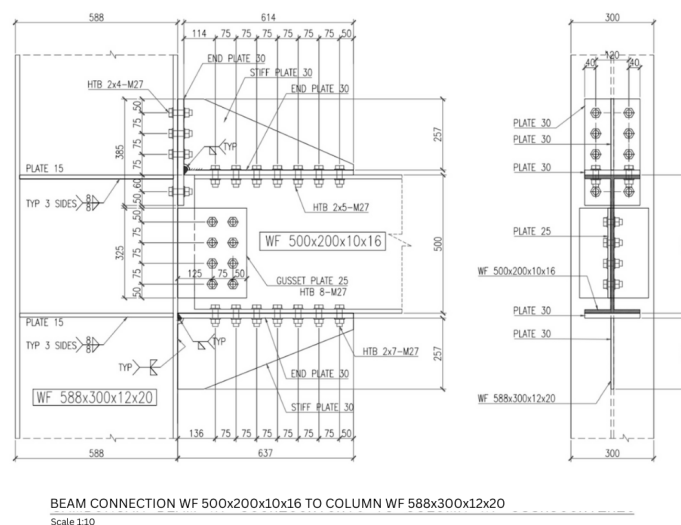 588
614
300
114 75 75 75 75 75 75 50
120
40 40
END PLATE 30
STIFF PLATE 30
END PLATE 30
HTB 2x4-M27
50
75
75
75
50
60
385
257
TYP
PLATE 15
TYP 3 SIDES
8
8
HTB 2x5-M27
PLATE 30
PLATE 30
PLATE 30
50
75
75
75
50
325
WF 500x200x10x16
500
125 75 50
GUSSET PLATE 25
HTB 8-M27
PLATE 25
WF 500x200x10x16
PLATE 15
TYP 3 SIDES
8
8
TYP
TYP
HTB 2x7-M27
257
END PLATE 30
STIFF PLATE 30
PLATE 30
PLATE 30
WF 588x300x12x20
WF 588x300x12x20
136 75 75 75 75 75 75 50
588
637
300
BEAM CONNECTION WF 500x200x10x16 TO COLUMN WF 588x300x12x20
Scale 1:10